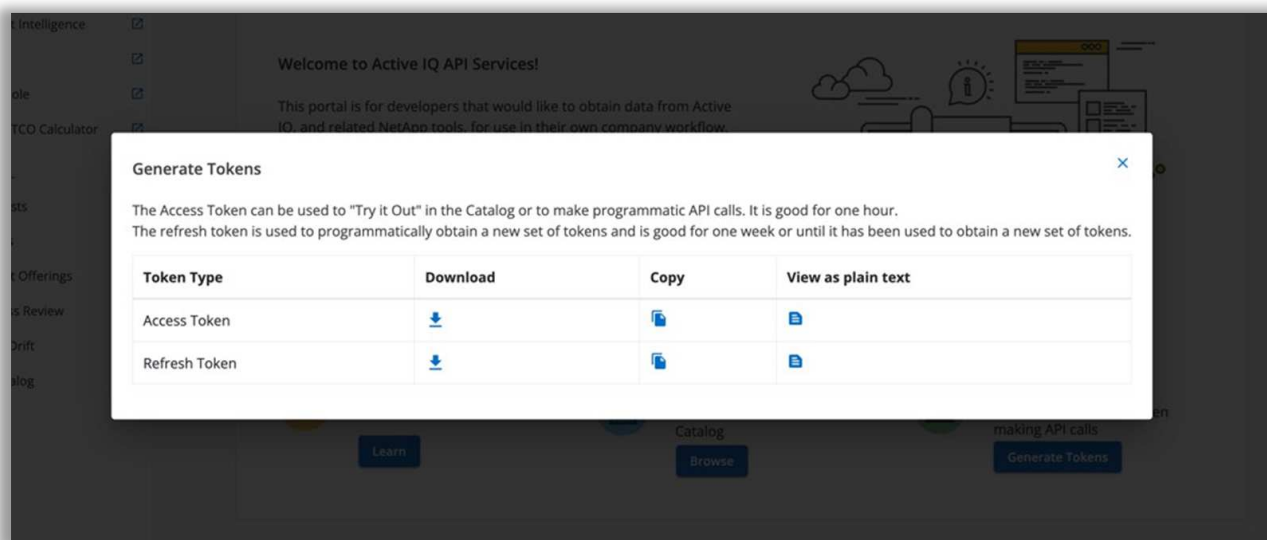 t Intelligence
Welcome to Active IQ API Services!
ole
This portal is for developers that would like to obtain data from Active
TCO Calculator
IQ, and related NetApp tools, for use in their own company workflow.
Generate Tokens
The Access Token can be used to "Try it Out" in the Catalog or to make programmatic API calls. It is good for one hour.
The refresh token is used to programmatically obtain a new set of tokens and is good for one week or until it has been used to obtain a new set of tokens.
Token Type Download Copy View as plain text
Access Token
Refresh Token
sts
t Offerings
ss Review
Drift
alog
en
Catalog
making API calls
Learn
Browse
Generate Tokens